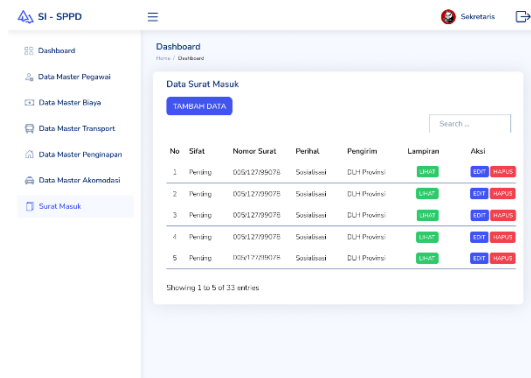 SI - SPPD
Sekretaris
Dashboard
Data Master Pegawai
Data Master Biaya
Data Master Transport
Data Master Penginapan
Data Master Akomodasi
Surat Masuk
Dashboard
Home / Dashboard
Data Surat Masuk
TAMBAH DATA
Search ...
No Sifat Nomor Surat Perihal Pengirim Lampiran Aksi
1 Penting 005/127/99076 Sosialisasi DLH Provinsi LIHAT EDIT HAPUS
2 Penting 005/127/99076 Sosialisasi DLH Provinsi LIHAT EDIT HAPUS
3 Penting 005/127/99076 Sosialisasi DLH Provinsi LIHAT EDIT HAPUS
4 Penting 005/127/99076 Sosialisasi DLH Provinsi LIHAT EDIT HAPUS
5 Penting 005/127/99076 Sosialisasi DLH Provinsi LIHAT EDIT HAPUS
Showing 1 to 5 of 33 entries